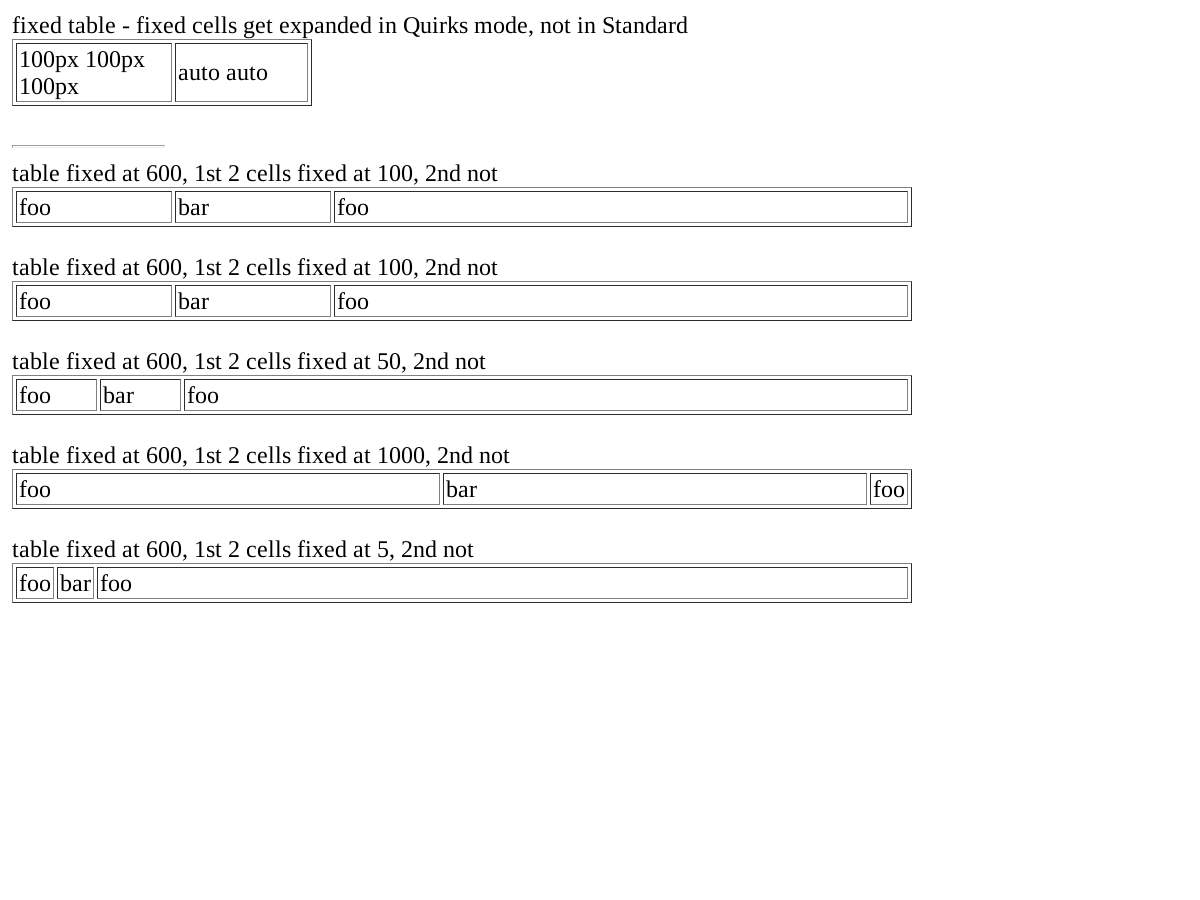 fixed table - fixed cells get expanded in Quirks mode, not in Standard
100px 100px
100px
auto auto
table fixed at 600, 1st 2 cells fixed at 100, 2nd not
foo bar foo
table fixed at 600, 1st 2 cells fixed at 100, 2nd not
foo bar foo
table fixed at 600, 1st 2 cells fixed at 50, 2nd not
foo bar foo
table fixed at 600, 1st 2 cells fixed at 1000, 2nd not
foo bar foo
table fixed at 600, 1st 2 cells fixed at 5, 2nd not
foo bar foo